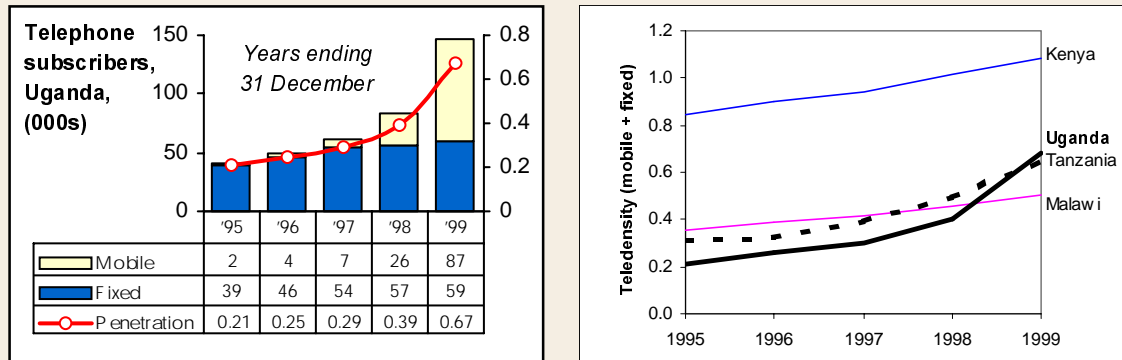 Telephone
subscribers,
Uganda,
(000s)
Years ending
31 December
150
100
50
0
0.8
0.6
0.4
0.2
0
'95 '96 '97 '98 '99
Mobile 2 4 7 26 87
Fixed 39 46 54 57 59
Penetration 0.21 0.25 0.29 0.39 0.67
Teledensity (mobile + fixed)
1.2
1.0
0.8
0.6
0.4
0.2
0.0
1995 1996 1997 1998 1999
Kenya
Uganda
Tanzania
Malawi